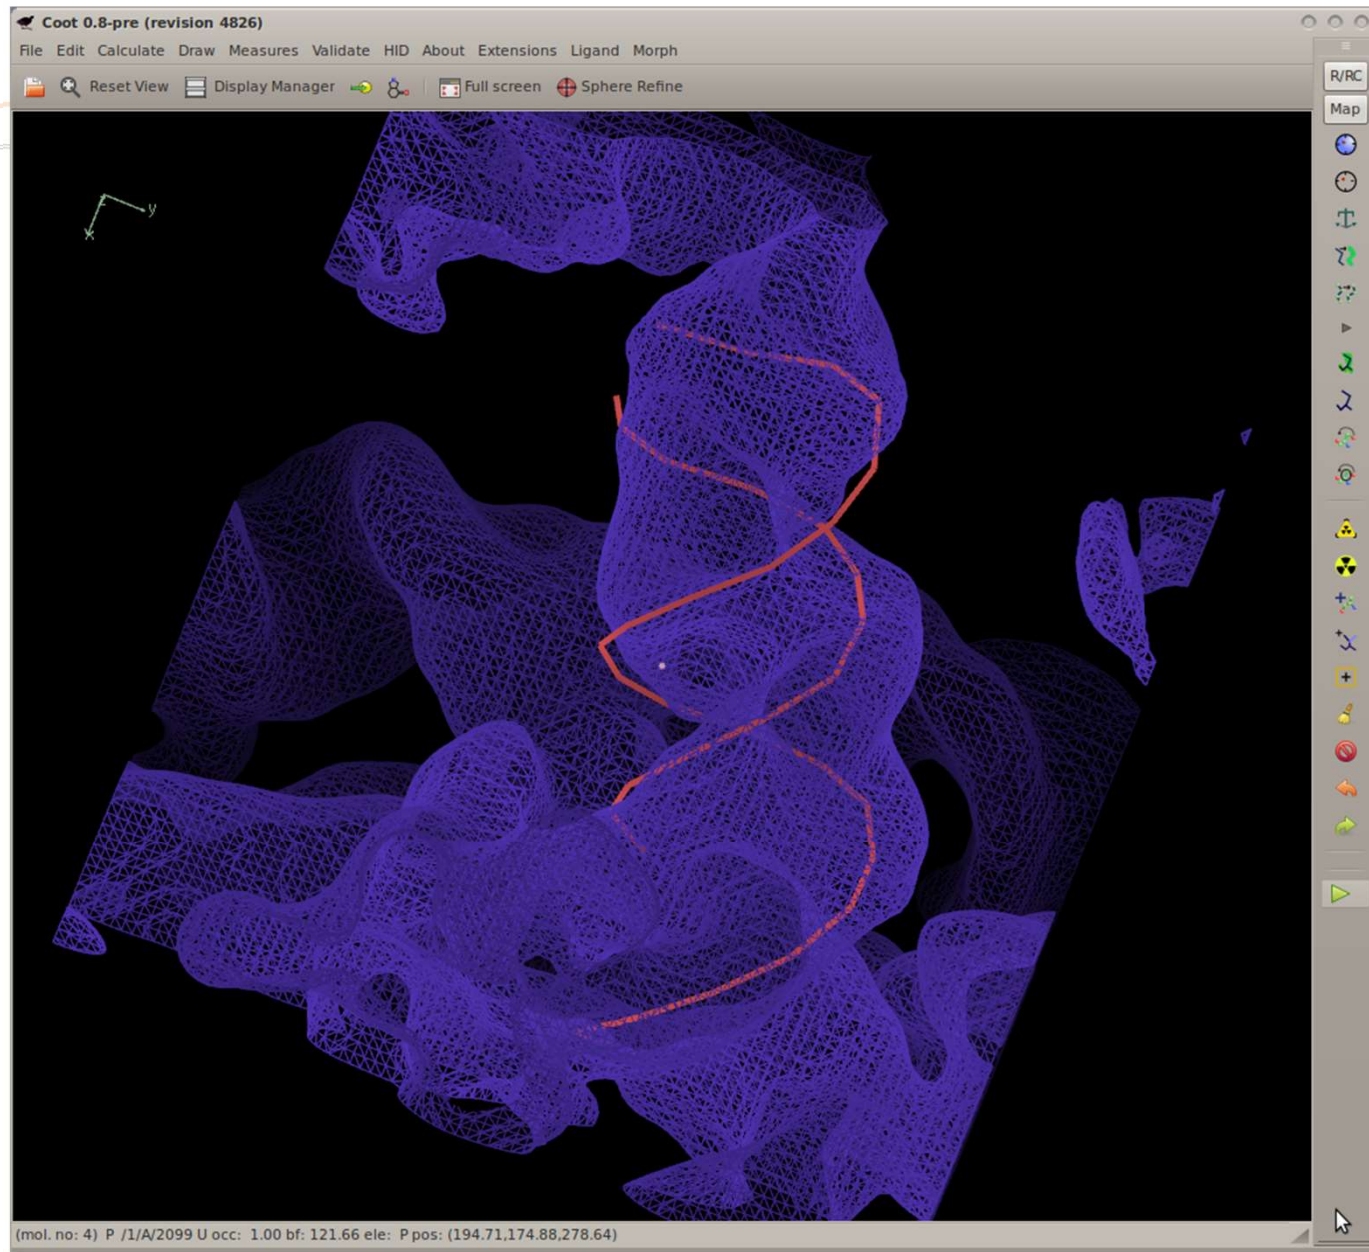 Coot 0.8-pre (revision 4826)
File Edit Calculate Draw Measures Validate HID About Extensions Ligand Morph
Reset View Display Manager Full screen Sphere Refine
R/RC
Map
y
x
(mol. no: 4) P /1/A/2099 U occ: 1.00 bf: 121.66 ele: P pos: (194.71,174.88,278.64)